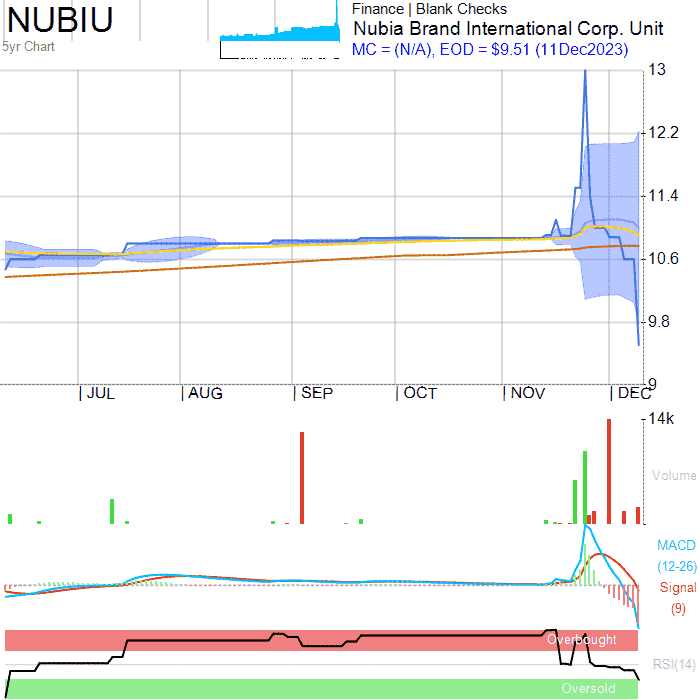 NUBIU
Finance | Blank Checks
Nubia Brand International Corp. Unit
5yr Chart
MC = (N/A), EOD = $9.51 (11Dec2023)
13
12.2
11.4
10.6
9.8
9
| JUL
| AUG
| SEP
| OCT
| NOV
| DEC
14k
Volume
MACD
(12-26)
Signal
(9)
Overbought
RSI(14)
Oversold